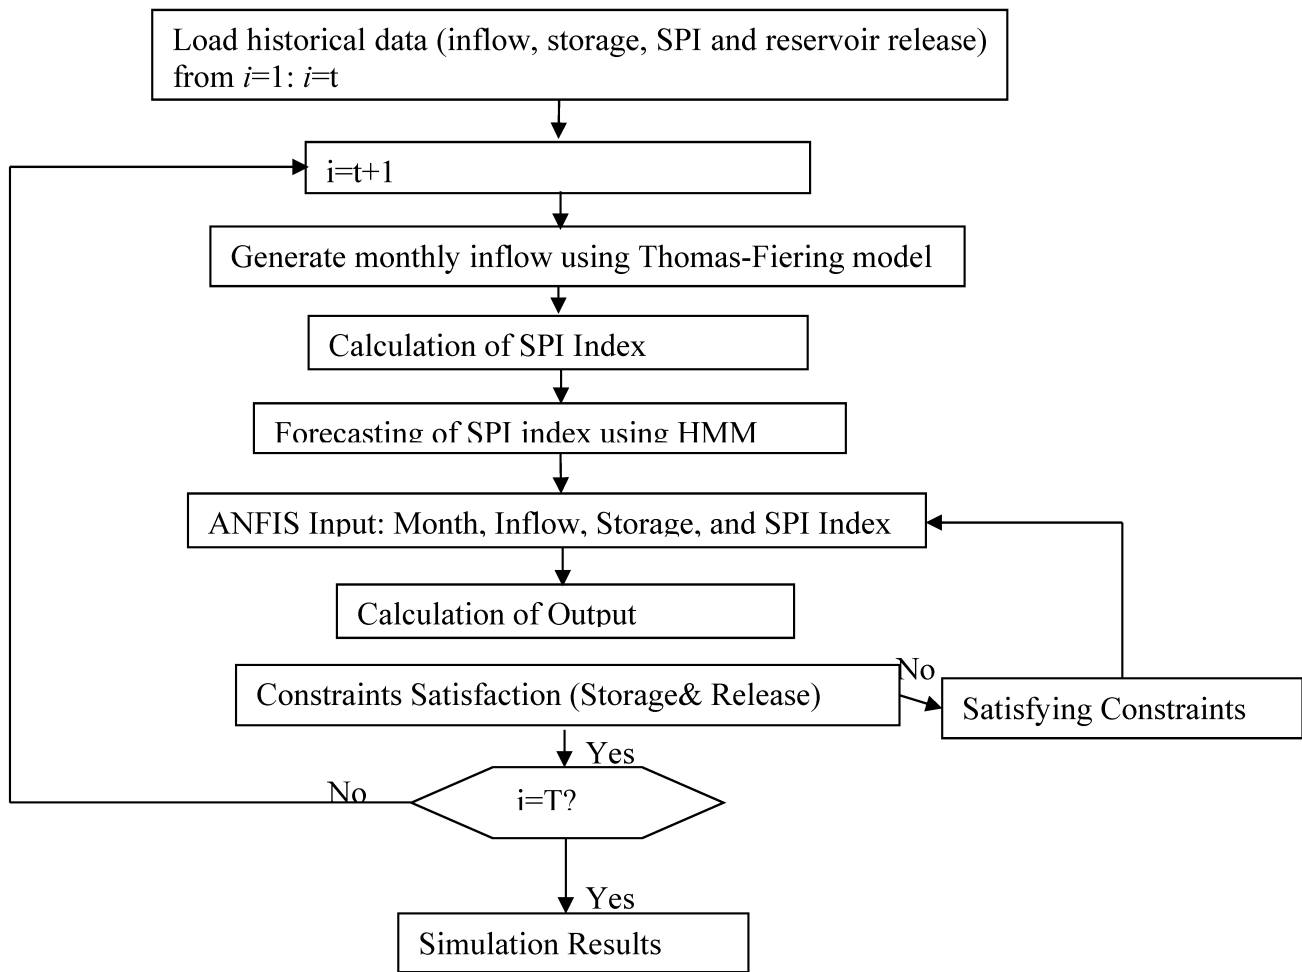 Load historical data (inflow, storage, SPI and reservoir release)
from i=1: i=t
i=t+1
Generate monthly inflow using Thomas-Fiering model
Calculation of SPI Index
Forecasting of SPI index using HMM
ANFIS Input: Month, Inflow, Storage, and SPI Index
Calculation of Output
Constraints Satisfaction (Storage& Release)
No
Satisfying Constraints
Yes
No
i=T?
Yes
Simulation Results